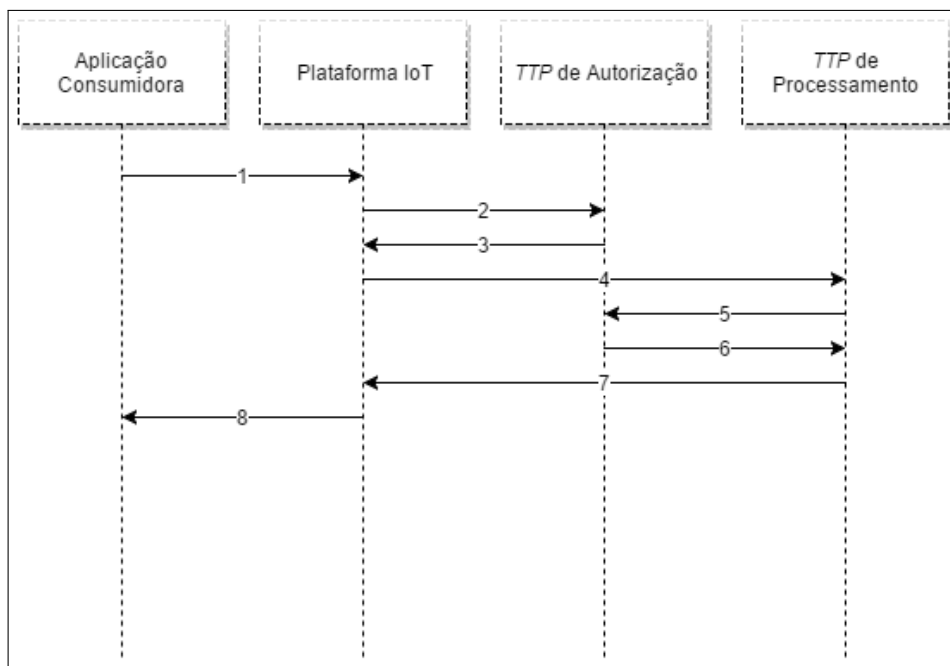 Aplicação
Consumidora
Plataforma IoT
TTP de Autorização
TTP de
Processamento
1
2
3
4
5
6
7
8